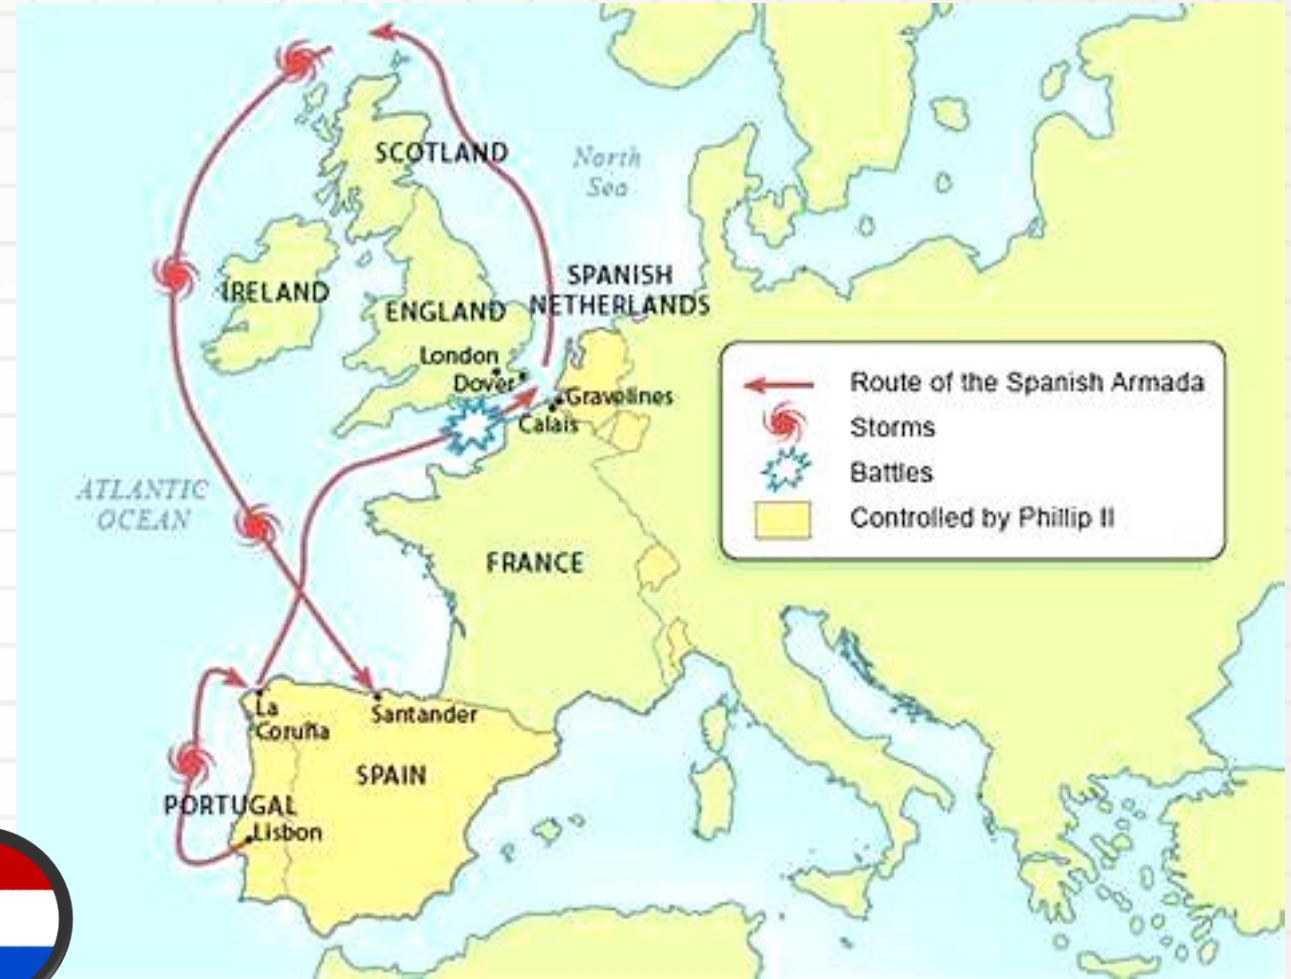 SCOTLAND
North
Sea
IRELAND
SPANISH
NETHERLANDS
ENGLAND
London
Dover
Gravelines
Calais
ATLANTIC
OCEAN
FRANCE
La
Coruña
Santander
SPAIN
PORTUGAL
Lisbon
Route of the Spanish Armada
Storms
Battles
Controlled by Phillip II